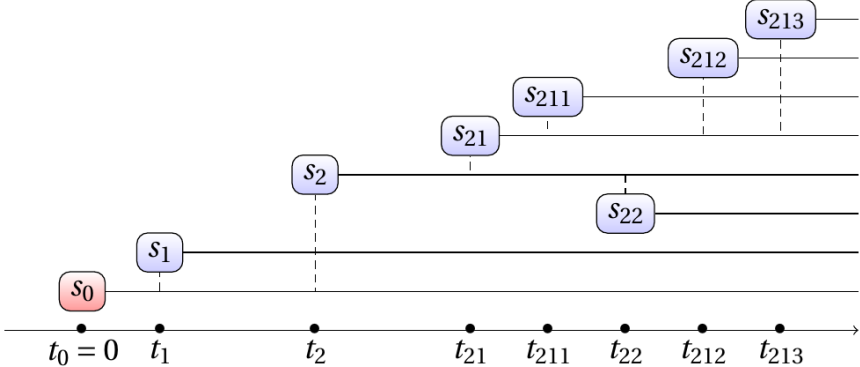 s₂₁₃
s₂₁₂
s₂₁₁
s₂₁
s₂
s₂₂
s₁
s₀
t₀ = 0 t₁ t₂ t₂₁ t₂₁₁ t₂₂ t₂₁₂ t₂₁₃